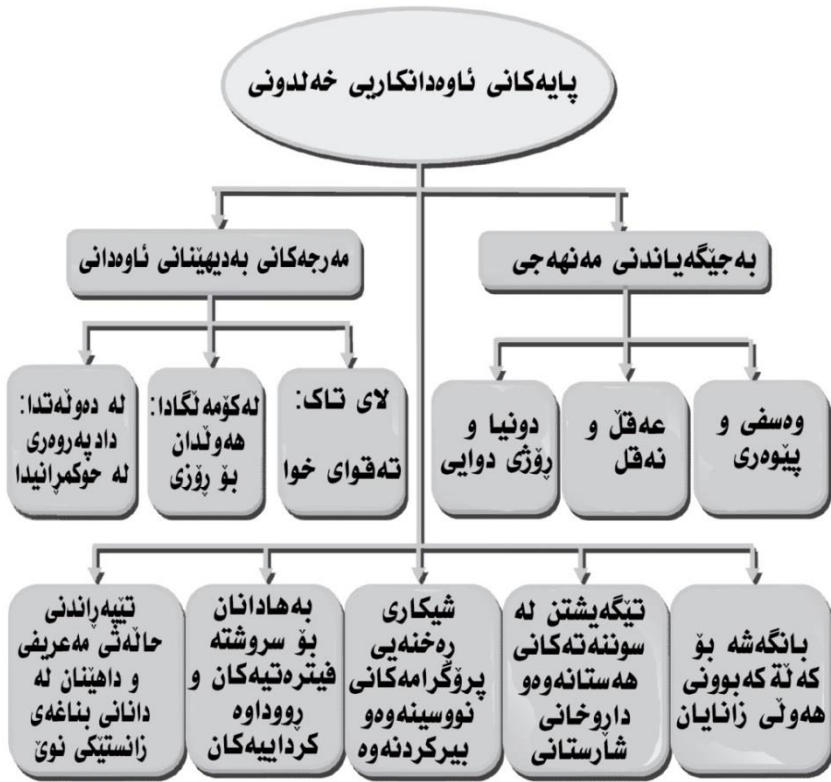 پایەکانی ئاوەدانکاریی خەلدونی
بەجێگەیاندنی مەنهەجی
مەرجەکانی بەدیهێنانی ئاوەدانی
وەسفی و
پێوەری
عەقڵ و
نەقل
دونیا و
ڕۆژی دوایی
لای تاک:
تەقوای خوا
لەکۆمەڵگادا:
هەوڵدان
بۆ ڕۆزی
لە دەوڵەتدا:
دادپەروەری
لە حوکمڕانیدا
بانگەشە بۆ
کەڵەکەبوونی
هەوڵی زانایان
تێگەیشتن لە
سوننەتەکانی
هەستانەوەو
داڕوخانی
شارستانی
شیکاری
ڕەخنەیی
پرۆگرامەکانی
نووسینەوەو
بیرکردنەوە
بەهادانان
بۆ سروشتە
فیترەتیەکان و
ڕووداوە
کرداییەکان
تێپەراندنی
حاڵەتی مەعریفی
و داهێنان لە
دانانی بناغەی
زانستێکی نوێ